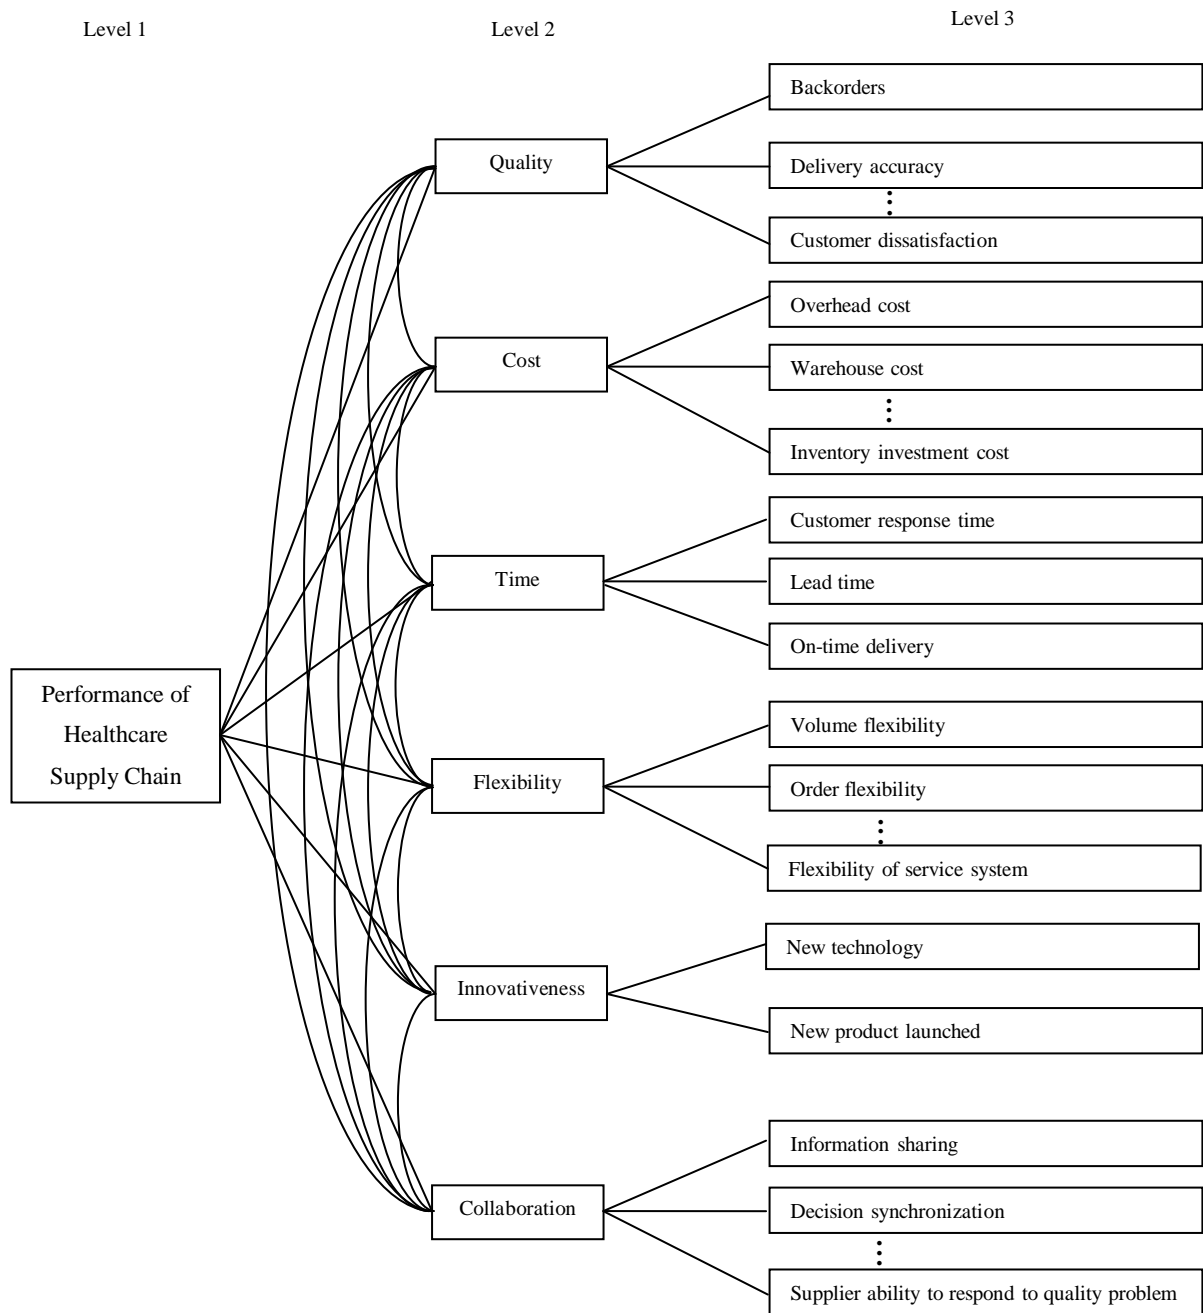 Level 1
Level 2
Level 3
Performance of
Healthcare
Supply Chain
Quality
Backorders
Delivery accuracy
Customer dissatisfaction
Cost
Overhead cost
Warehouse cost
Inventory investment cost
Time
Customer response time
Lead time
On-time delivery
Flexibility
Volume flexibility
Order flexibility
Flexibility of service system
Innovativeness
New technology
New product launched
Collaboration
Information sharing
Decision synchronization
Supplier ability to respond to quality problem